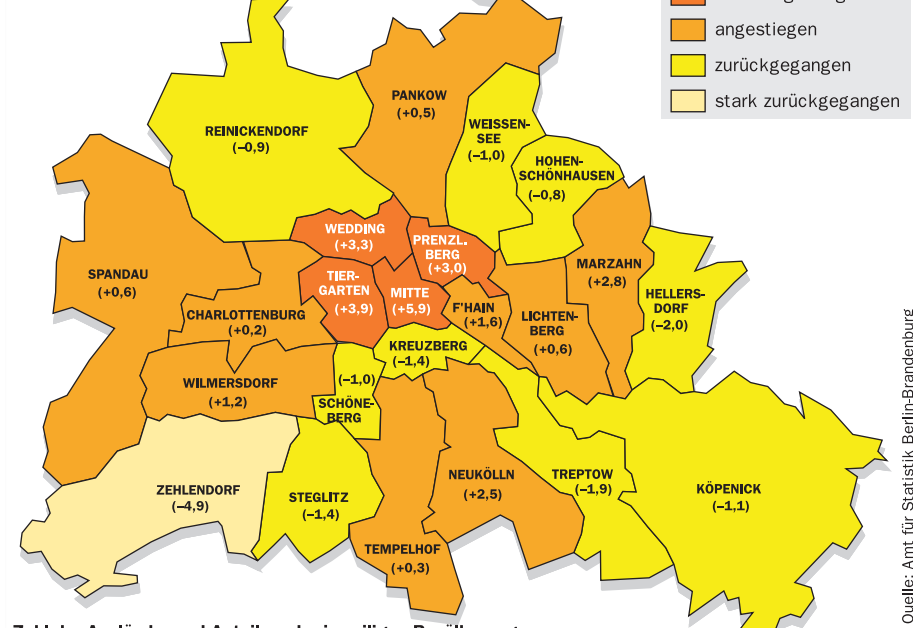 angestiegen
zurückgegangen
stark zurückgegangen
PANKOW
(+0,5)
REINICKENDORF
(–0,9)
WEISSEN-
SEE
(–1,0)
HOHEN-
SCHÖNHAUSEN
(–0,8)
WEDDING
(+3,3)
PRENZL.
BERG
(+3,0)
SPANDAU
(+0,6)
TIER-
GARTEN
(+3,9)
MITTE
(+5,9)
F'HAIN
(+1,6)
MARZAHN
(+2,8)
HELLERS-
DORF
(–2,0)
CHARLOTTENBURG
(+0,2)
LICHTEN-
BERG
(+0,6)
KREUZBERG
(–1,4)
WILMERSDORF
(+1,2)
(–1,0)
SCHÖNE-
BERG
ZEHLENDORF
(–4,9)
STEGLITZ
(–1,4)
NEUKÖLLN
(+2,5)
TREPTOW
(–1,9)
KÖPENICK
(–1,1)
TEMPELHOF
(+0,3)
Quelle: Amt für Statistik Berlin-Brandenburg